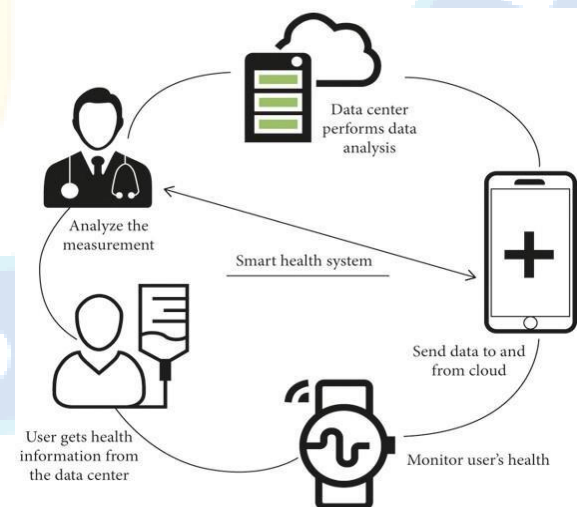 Data center
performs data
analysis
Analyze the
measurement
Smart health system
Send data to and
from cloud
User gets health
information from
the data center
Monitor user's health